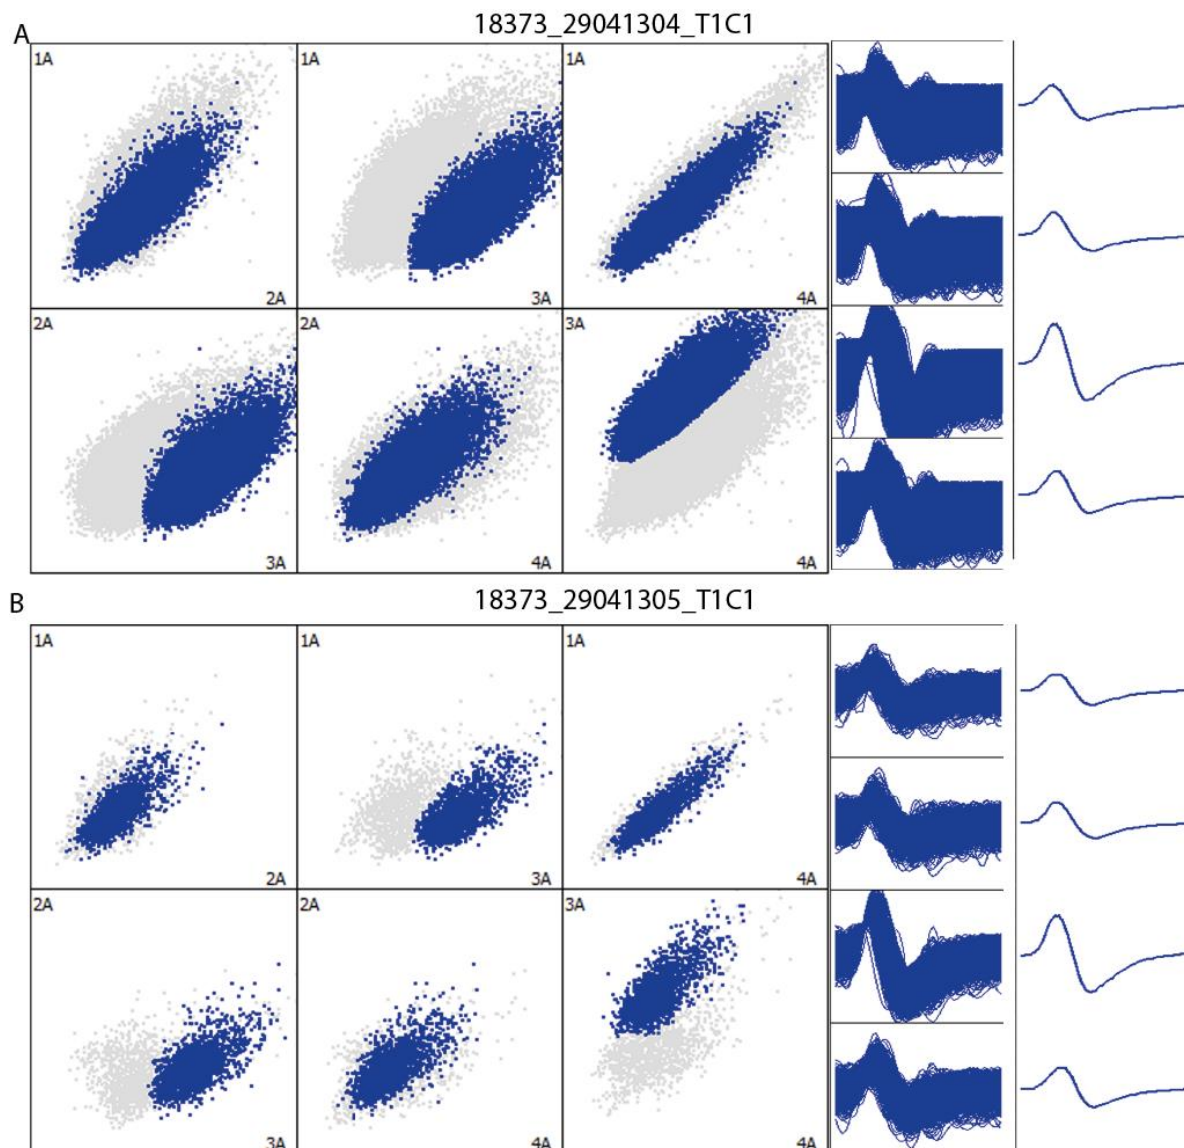 A
18373_29041304_T1C1
1A 1A 1A
2A 3A 4A
2A 2A 3A
3A 4A 4A
B
18373_29041305_T1C1
1A 1A 1A
2A 3A 4A
2A 2A 3A
3A 4A 4A